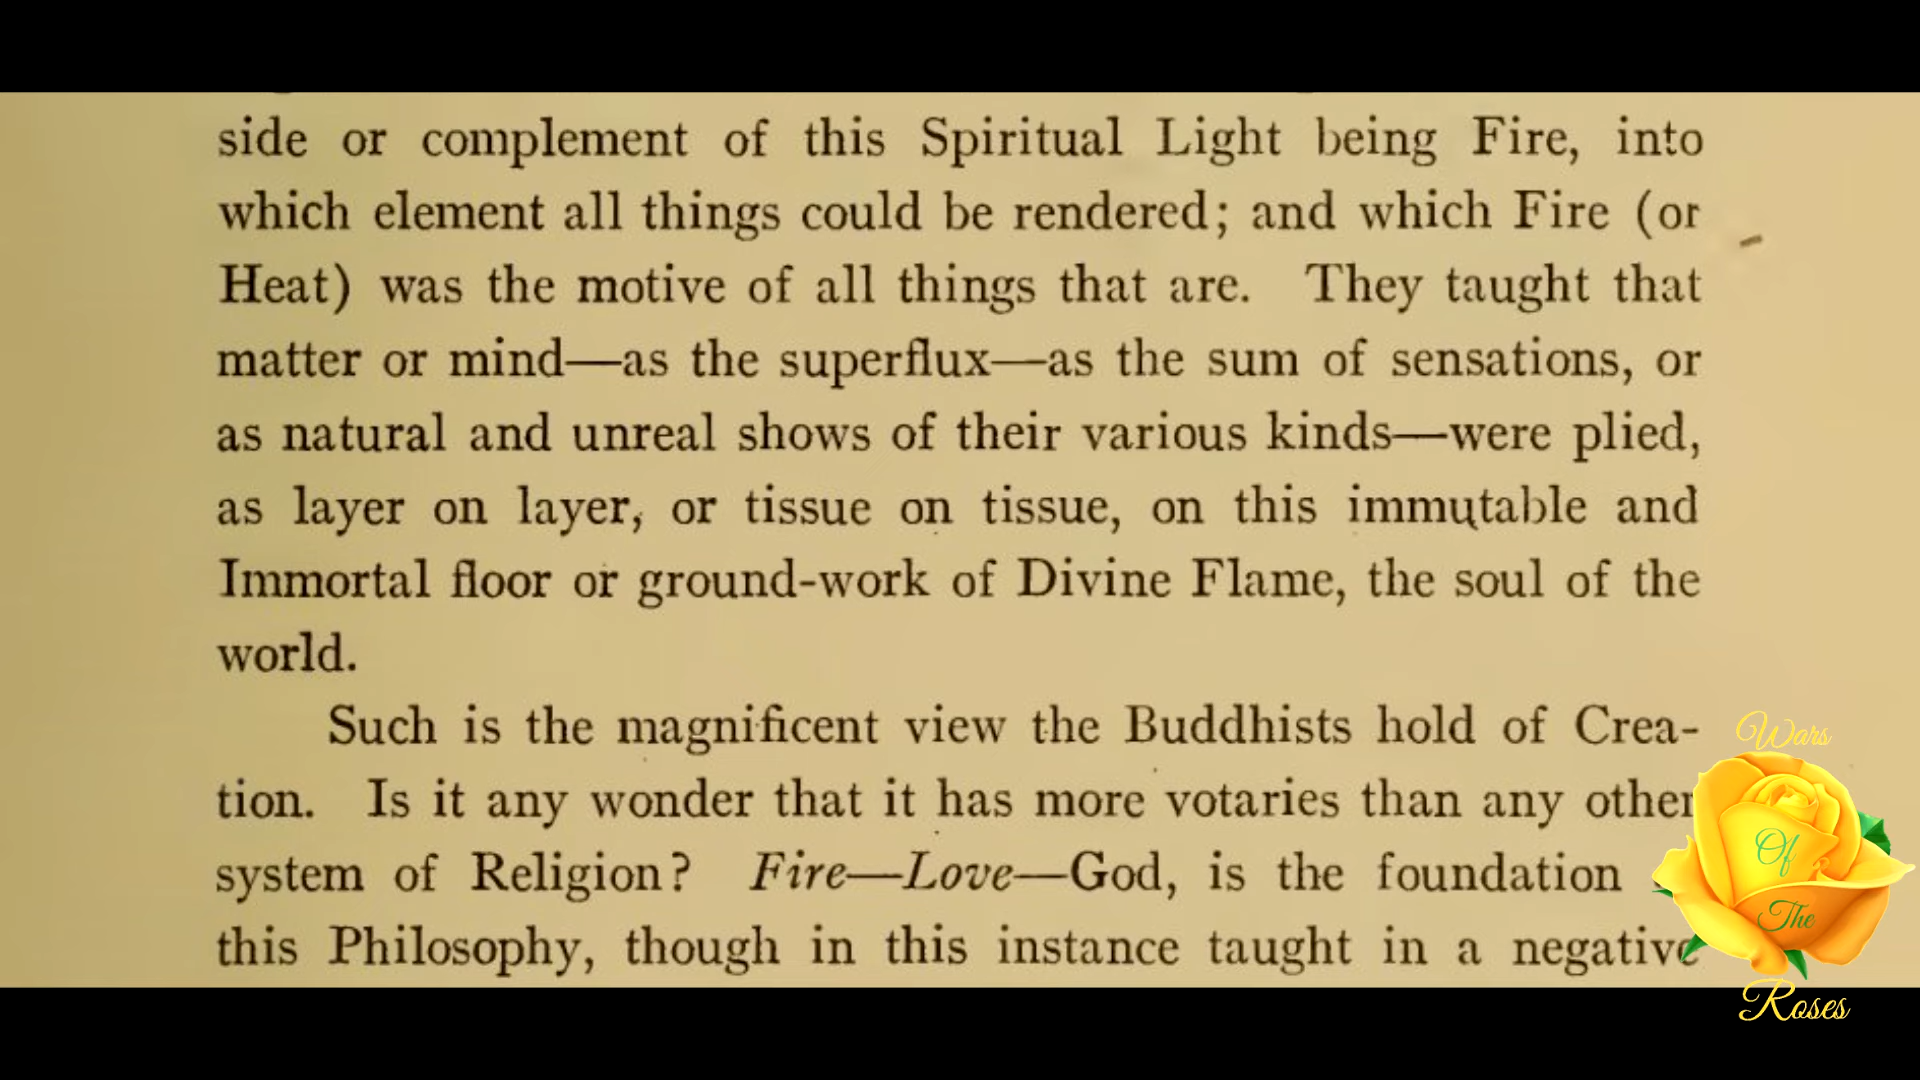 side or complement of this Spiritual Light being Fire, into
which element all things could be rendered; and which Fire (or
Heat) was the motive of all things that are. They taught that
matter or mind—as the superflux—as the sum of sensations, or
as natural and unreal shows of their various kinds—were plied,
as layer on layer, or tissue on tissue, on this immutable and
Immortal floor or ground-work of Divine Flame, the soul of the
world.
Such is the magnificent view the Buddhists hold of Crea-
tion. Is it any wonder that it has more votaries than any other
system of Religion? Fire—Love—God, is the foundation
this Philosophy, though in this instance taught in a negative
Wars
Of
The
Roses